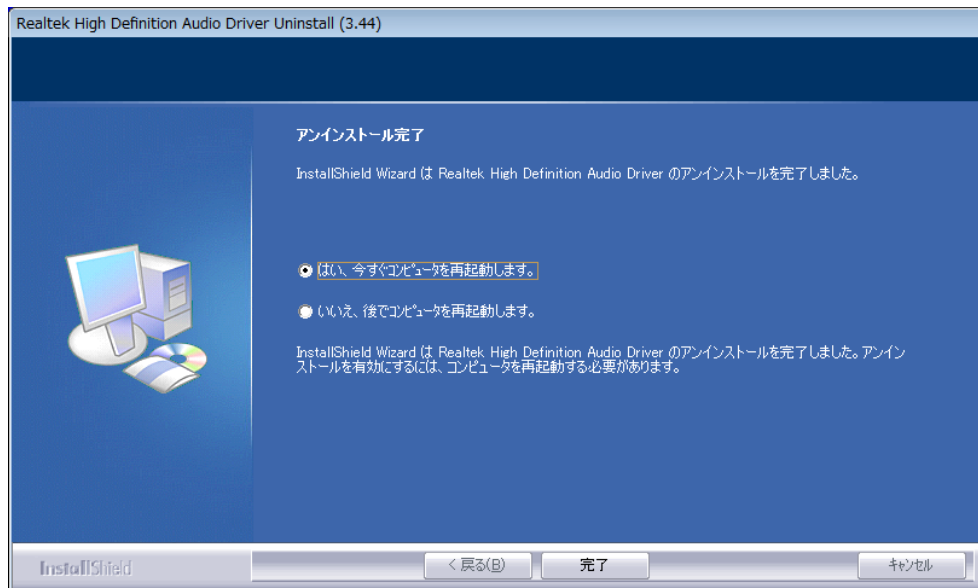 Realtek High Definition Audio Driver Uninstall (3.44)
アンインストール完了
InstallShield Wizard は Realtek High Definition Audio Driver のアンインストールを完了しました。
はい、今すぐコンピュータを再起動します。
いいえ、後でコンピュータを再起動します。
InstallShield Wizard は Realtek High Definition Audio Driver のアンインストールを完了しました。アンイン
ストールを有効にするには、コンピュータを再起動する必要があります。
InstallShield
< 戻る(B)
完了
キャンセル